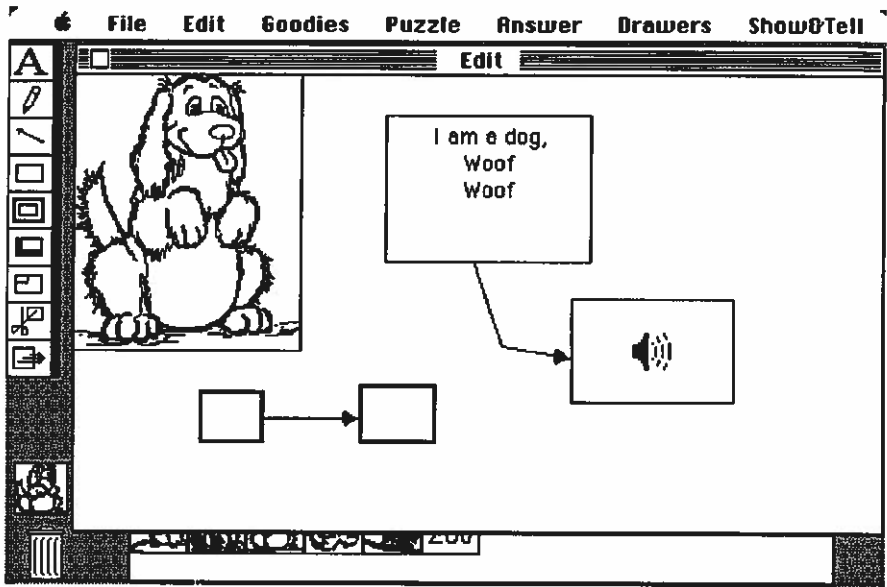 File Edit Goodies Puzzle Answer Drawers Show&Tell
Edit
A
I am a dog,
Woof
Woof